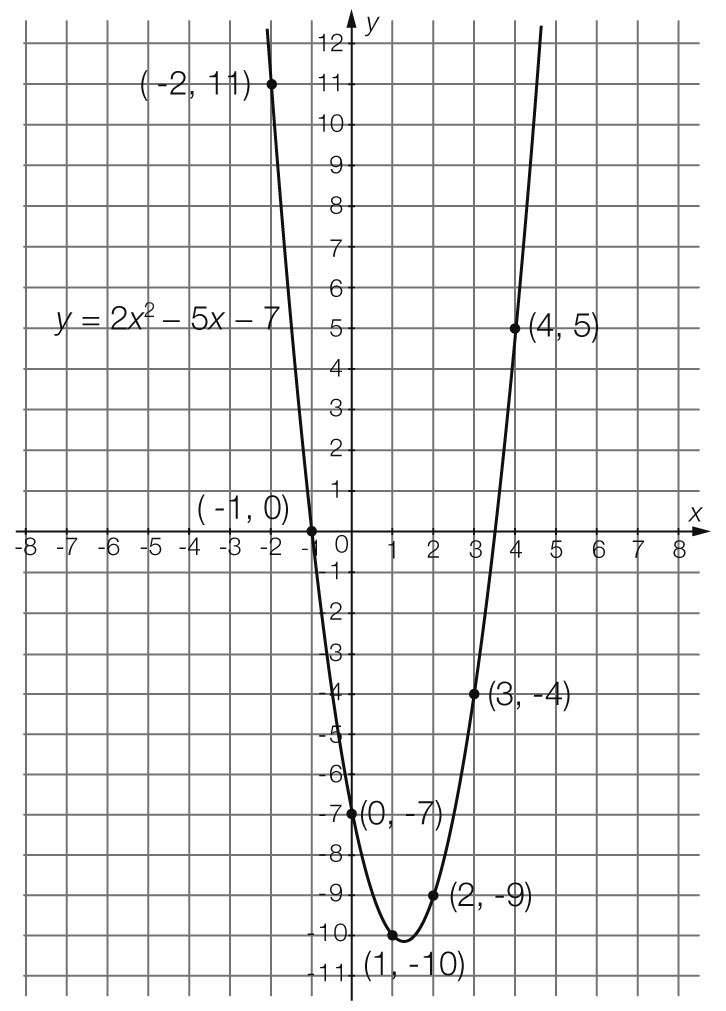 y
12
( -2, 11) 11
10
9
8
7
6
y = 2x² – 5x – 7
5 (4, 5)
4
3
2
1
( -1, 0)
x
-8 -7 -6 -5 -4 -3 -2 -1 0 1 2 3 4 5 6 7 8
-1
-2
-3
-4 (3, -4)
-5
-6
-7 (0, -7)
-8
-9 (2, -9)
-10
(1, -10)
-11